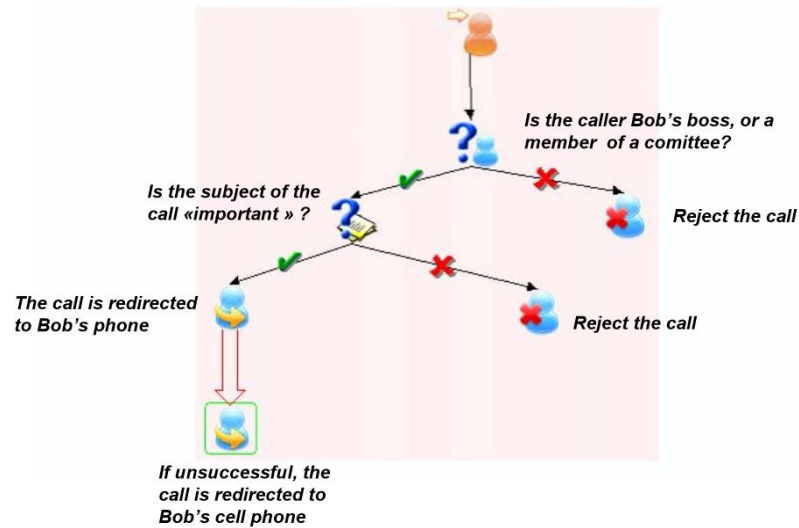 Is the caller Bob's boss, or a
member of a comittee?
Is the subject of the
call «important » ?
Reject the call
The call is redirected
to Bob's phone
Reject the call
If unsuccessful, the
call is redirected to
Bob's cell phone